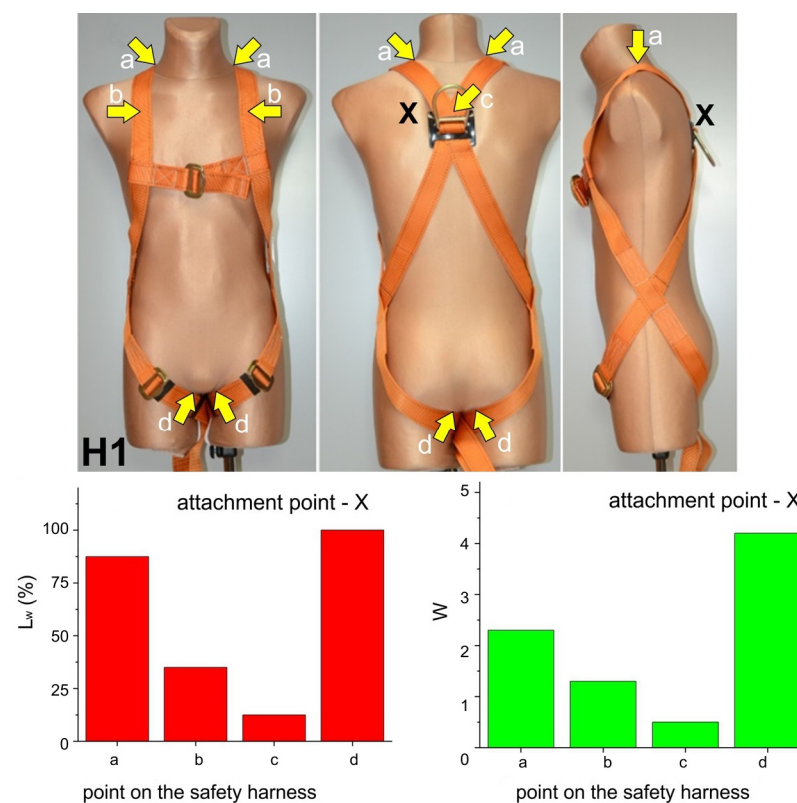 a a
b b
d d
H1
a a
X
c
d d
a
X
attachment point - X
Lw (%)
100
75
50
25
0
a b c d
point on the safety harness
attachment point - X
W
5
4
3
2
1
0
a b c d
point on the safety harness